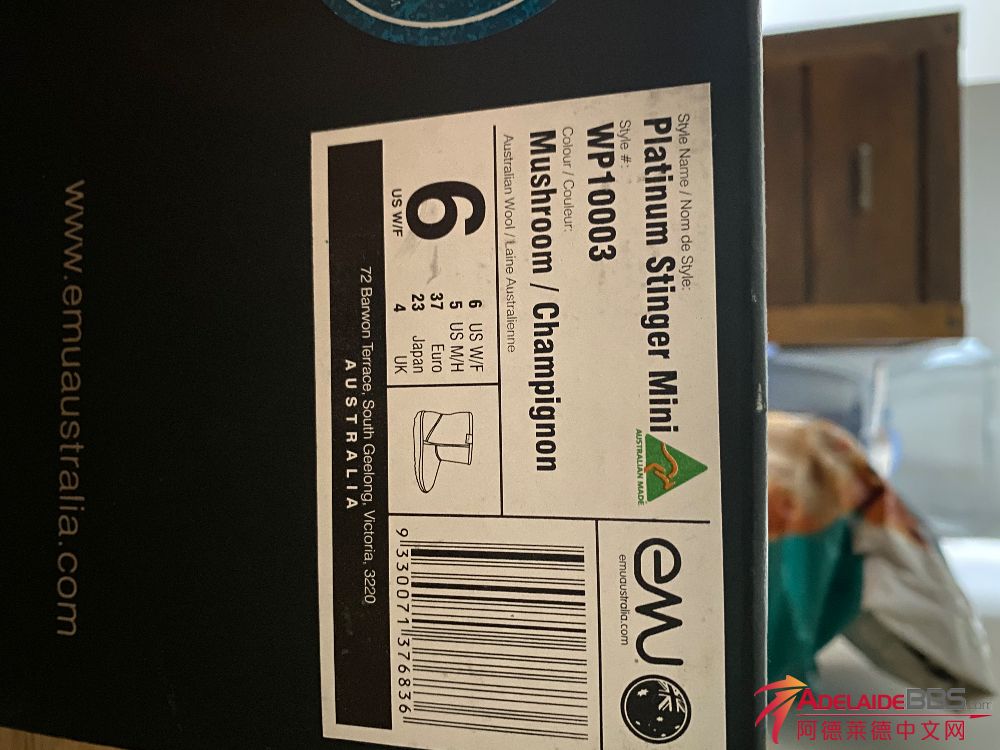 Style Name / Nom de Style:
Platinum Stinger Mini
AUSTRALIAN MADE
Style #:
WP10003
Colour / Couleur:
Mushroom / Champignon
Australian Wool / Laine Australienne
emu
emuaustralia.com
6
US W/F
6 US W/F
5 US M/H
37 Euro
23 Japan
4 UK
9 330071 376836
72 Barwon Terrace, South Geelong, Victoria, 3220
AUSTRALIA
www.emuaustralia.com
ADELAIDEBBS.com
阿德莱德中文网